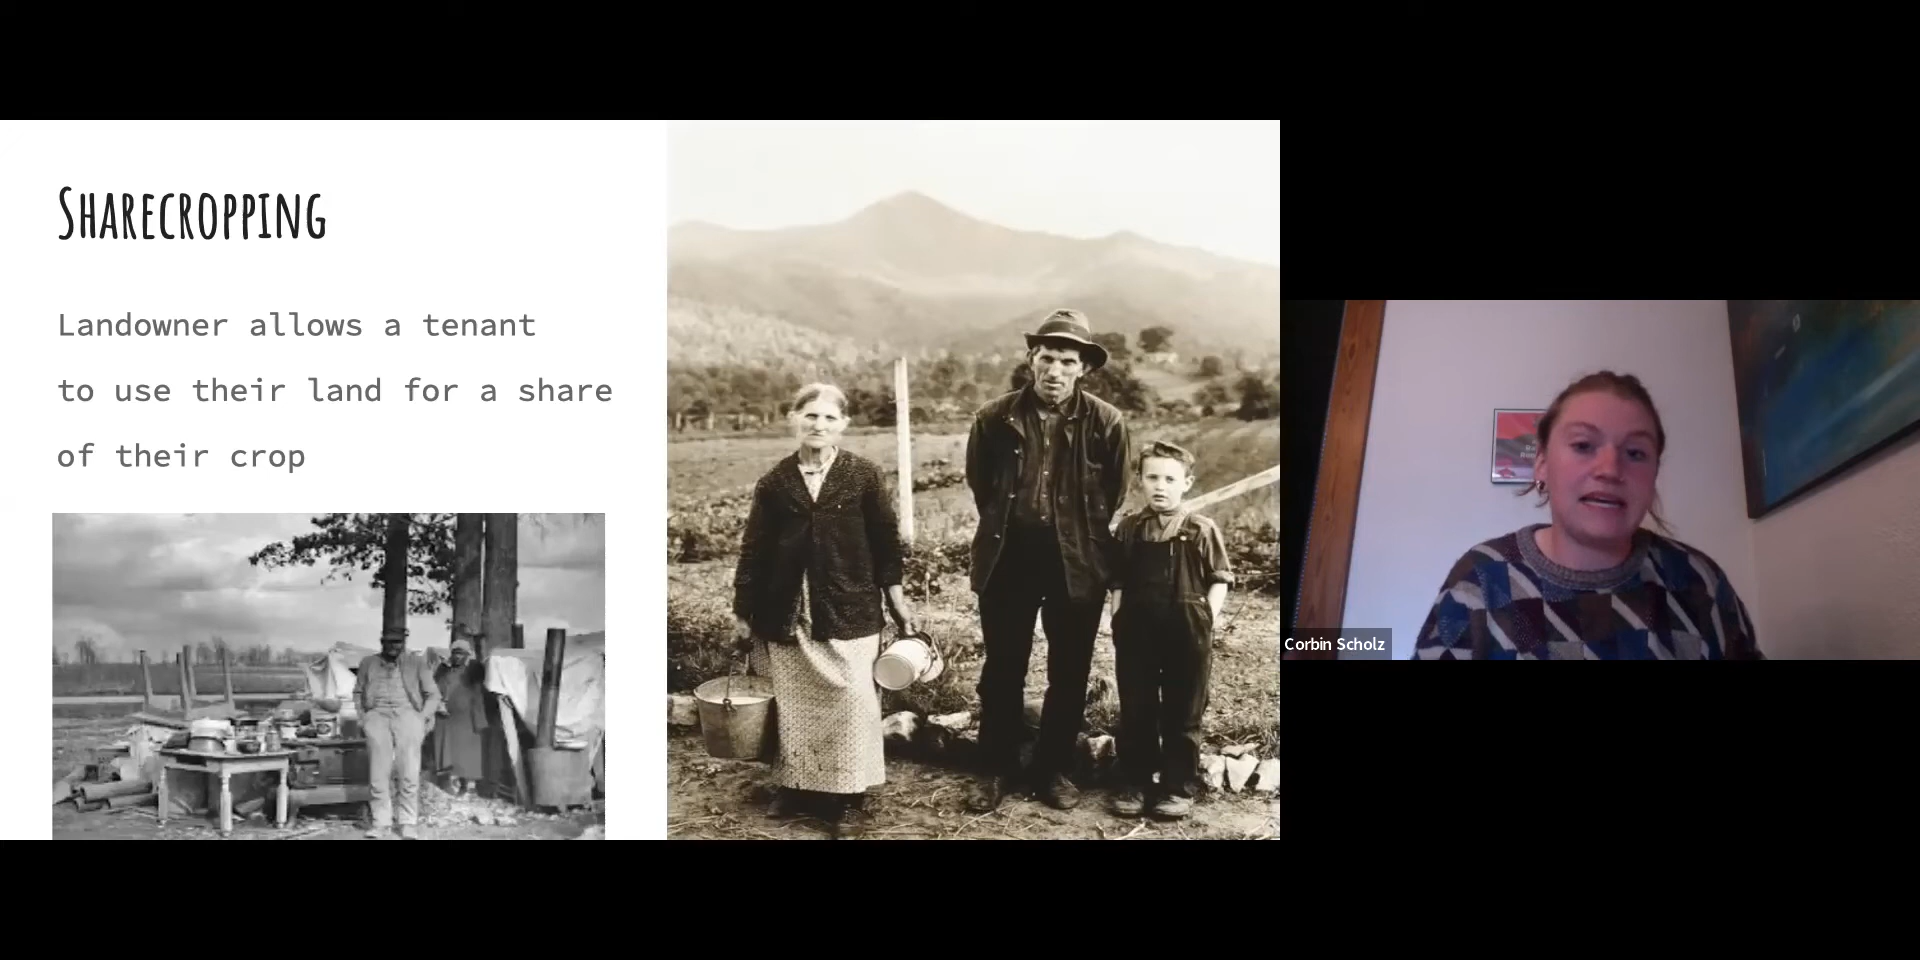 Sharecropping
Landowner allows a tenant
to use their land for a share
of their crop
Corbin Scholz